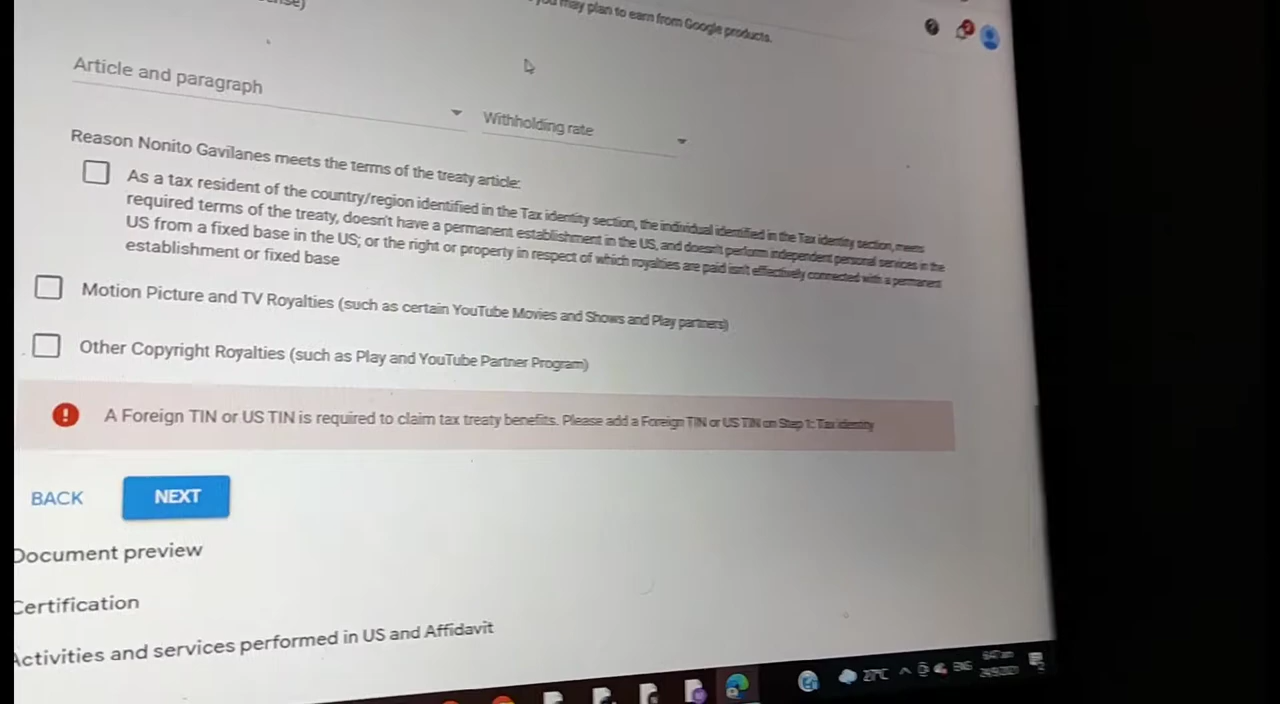 you may plan to earn from Google products.
Article and paragraph
Withholding rate
Reason Nonito Gavilanes meets the terms of the treaty article:
As a tax resident of the country/region identified in the Tax identity section, the individual identified in the Tax identity section, meets
required terms of the treaty, doesn't have a permanent establishment in the US, and doesn't perform independent personal services in the
US from a fixed base in the US; or the right or property in respect of which royalties are paid isn't effectively connected with a permanent
establishment or fixed base
Motion Picture and TV Royalties (such as certain YouTube Movies and Shows and Play partners)
Other Copyright Royalties (such as Play and YouTube Partner Program)
A Foreign TIN or US TIN is required to claim tax treaty benefits. Please add a Foreign TIN or US TIN on Step 1: Tax identity
BACK
NEXT
Document preview
Certification
Activities and services performed in US and Affidavit
27°C
ENG